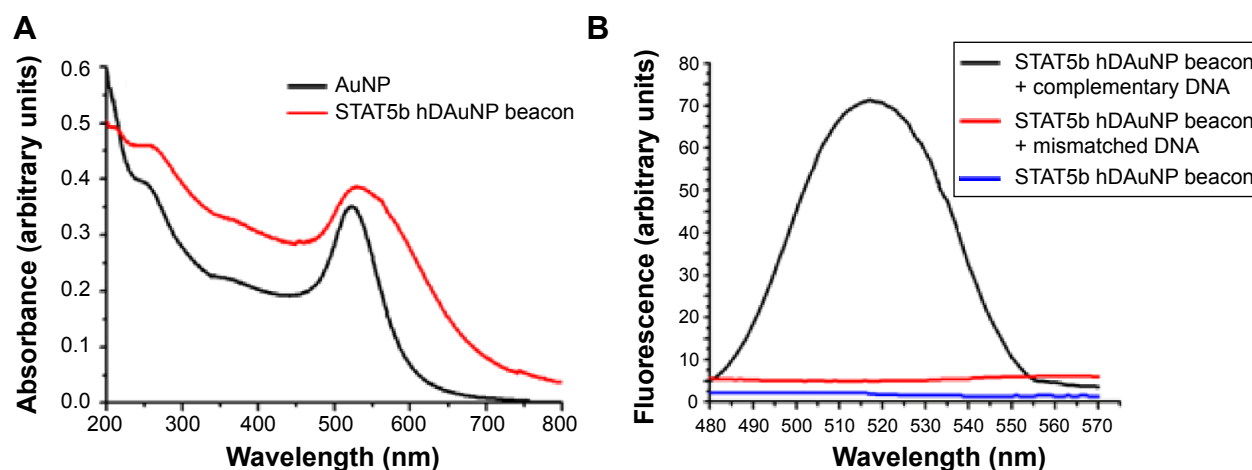 A
Absorbance (arbitrary units)
0.6
0.5
0.4
0.3
0.2
0.1
0.0
AuNP
STAT5b hDAuNP beacon
200 300 400 500 600 700 800
Wavelength (nm)
B
Fluorescence (arbitrary units)
80
70
60
50
40
30
20
10
0
STAT5b hDAuNP beacon
+ complementary DNA
STAT5b hDAuNP beacon
+ mismatched DNA
STAT5b hDAuNP beacon
480 490 500 510 520 530 540 550 560 570
Wavelength (nm)